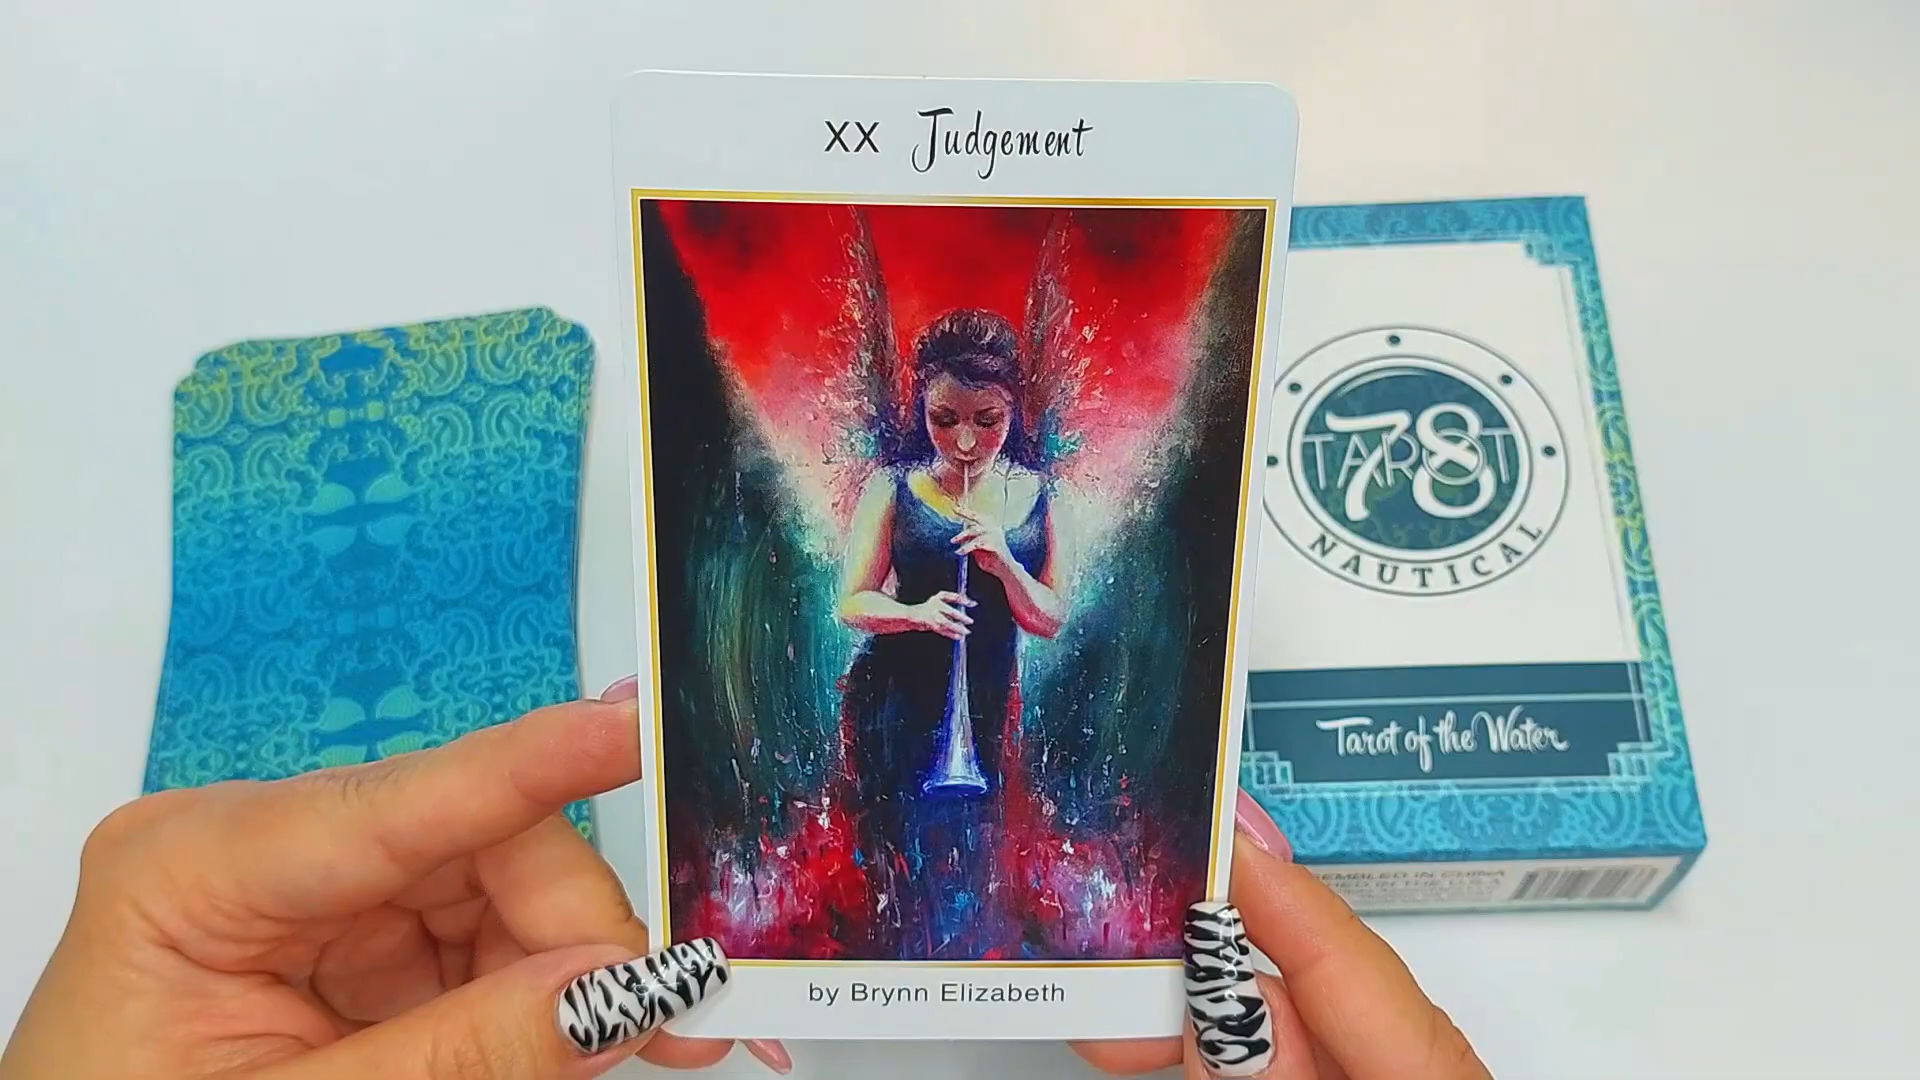 XX Judgement
by Brynn Elizabeth
78
TAROT
NAUTICAL
Tarot of the Water